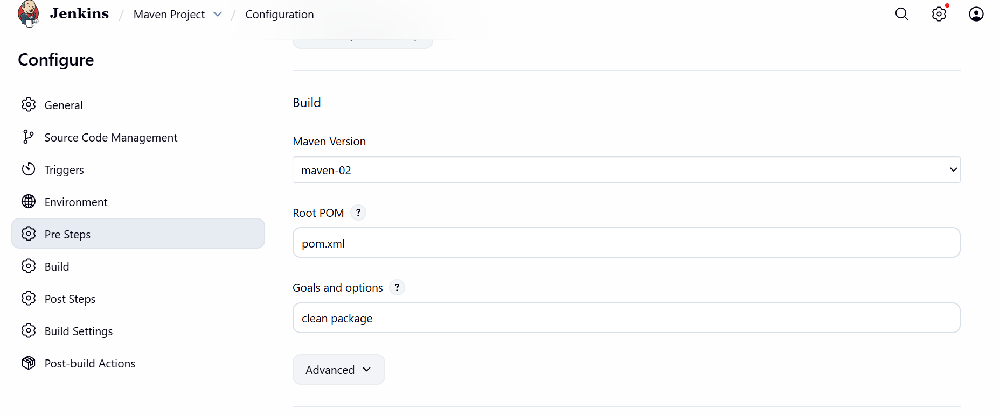 Jenkins / Maven Project / Configuration
Configure
General
Source Code Management
Triggers
Environment
Pre Steps
Build
Post Steps
Build Settings
Post-build Actions
Build
Maven Version
maven-02
Root POM ?
pom.xml
Goals and options ?
clean package
Advanced